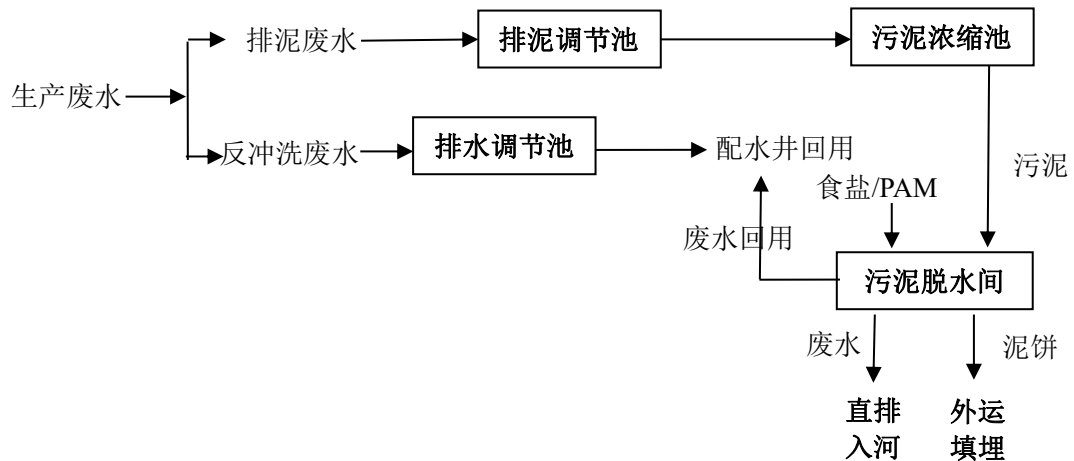 排泥废水
排泥调节池
污泥浓缩池
生产废水
反冲洗废水
排水调节池
配水井回用
污泥
食盐/PAM
废水回用
污泥脱水间
废水
泥饼
直排
入河
外运
填埋